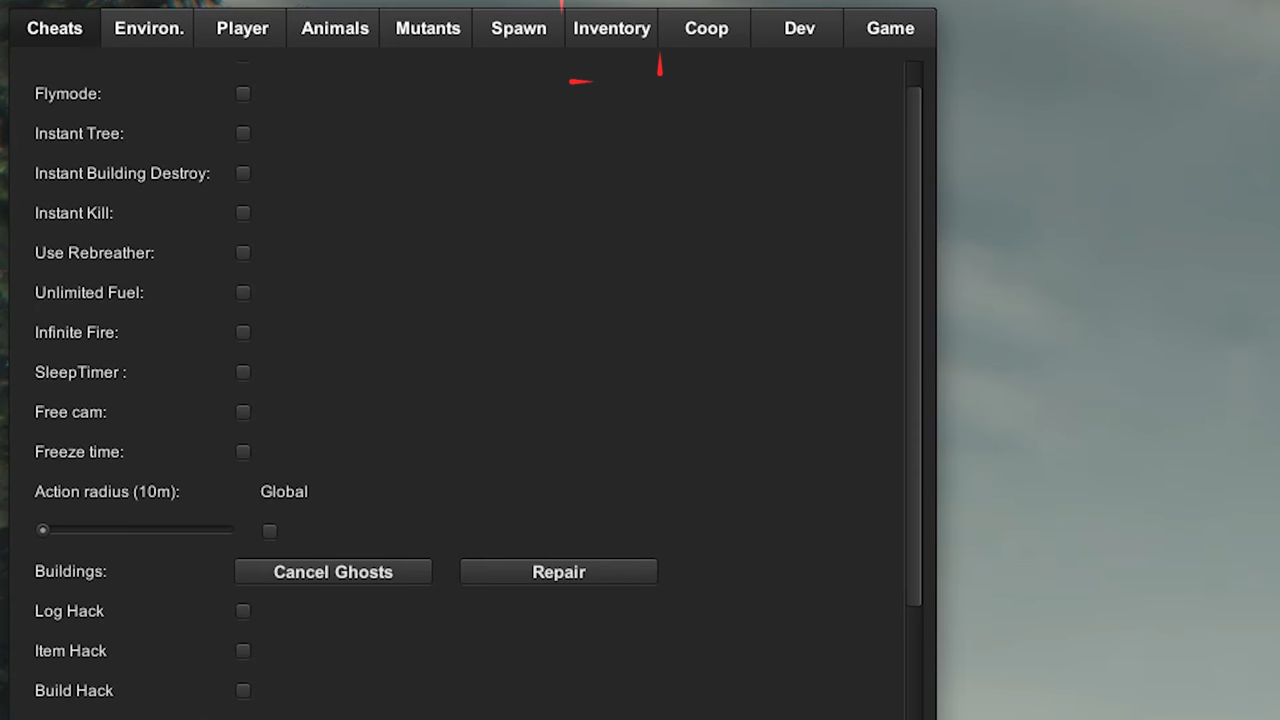 Cheats Environ. Player Animals Mutants Spawn Inventory Coop Dev Game
Flymode:
Instant Tree:
Instant Building Destroy:
Instant Kill:
Use Rebreather:
Unlimited Fuel:
Infinite Fire:
SleepTimer :
Free cam:
Freeze time:
Action radius (10m): Global
Buildings: Cancel Ghosts Repair
Log Hack
Item Hack
Build Hack